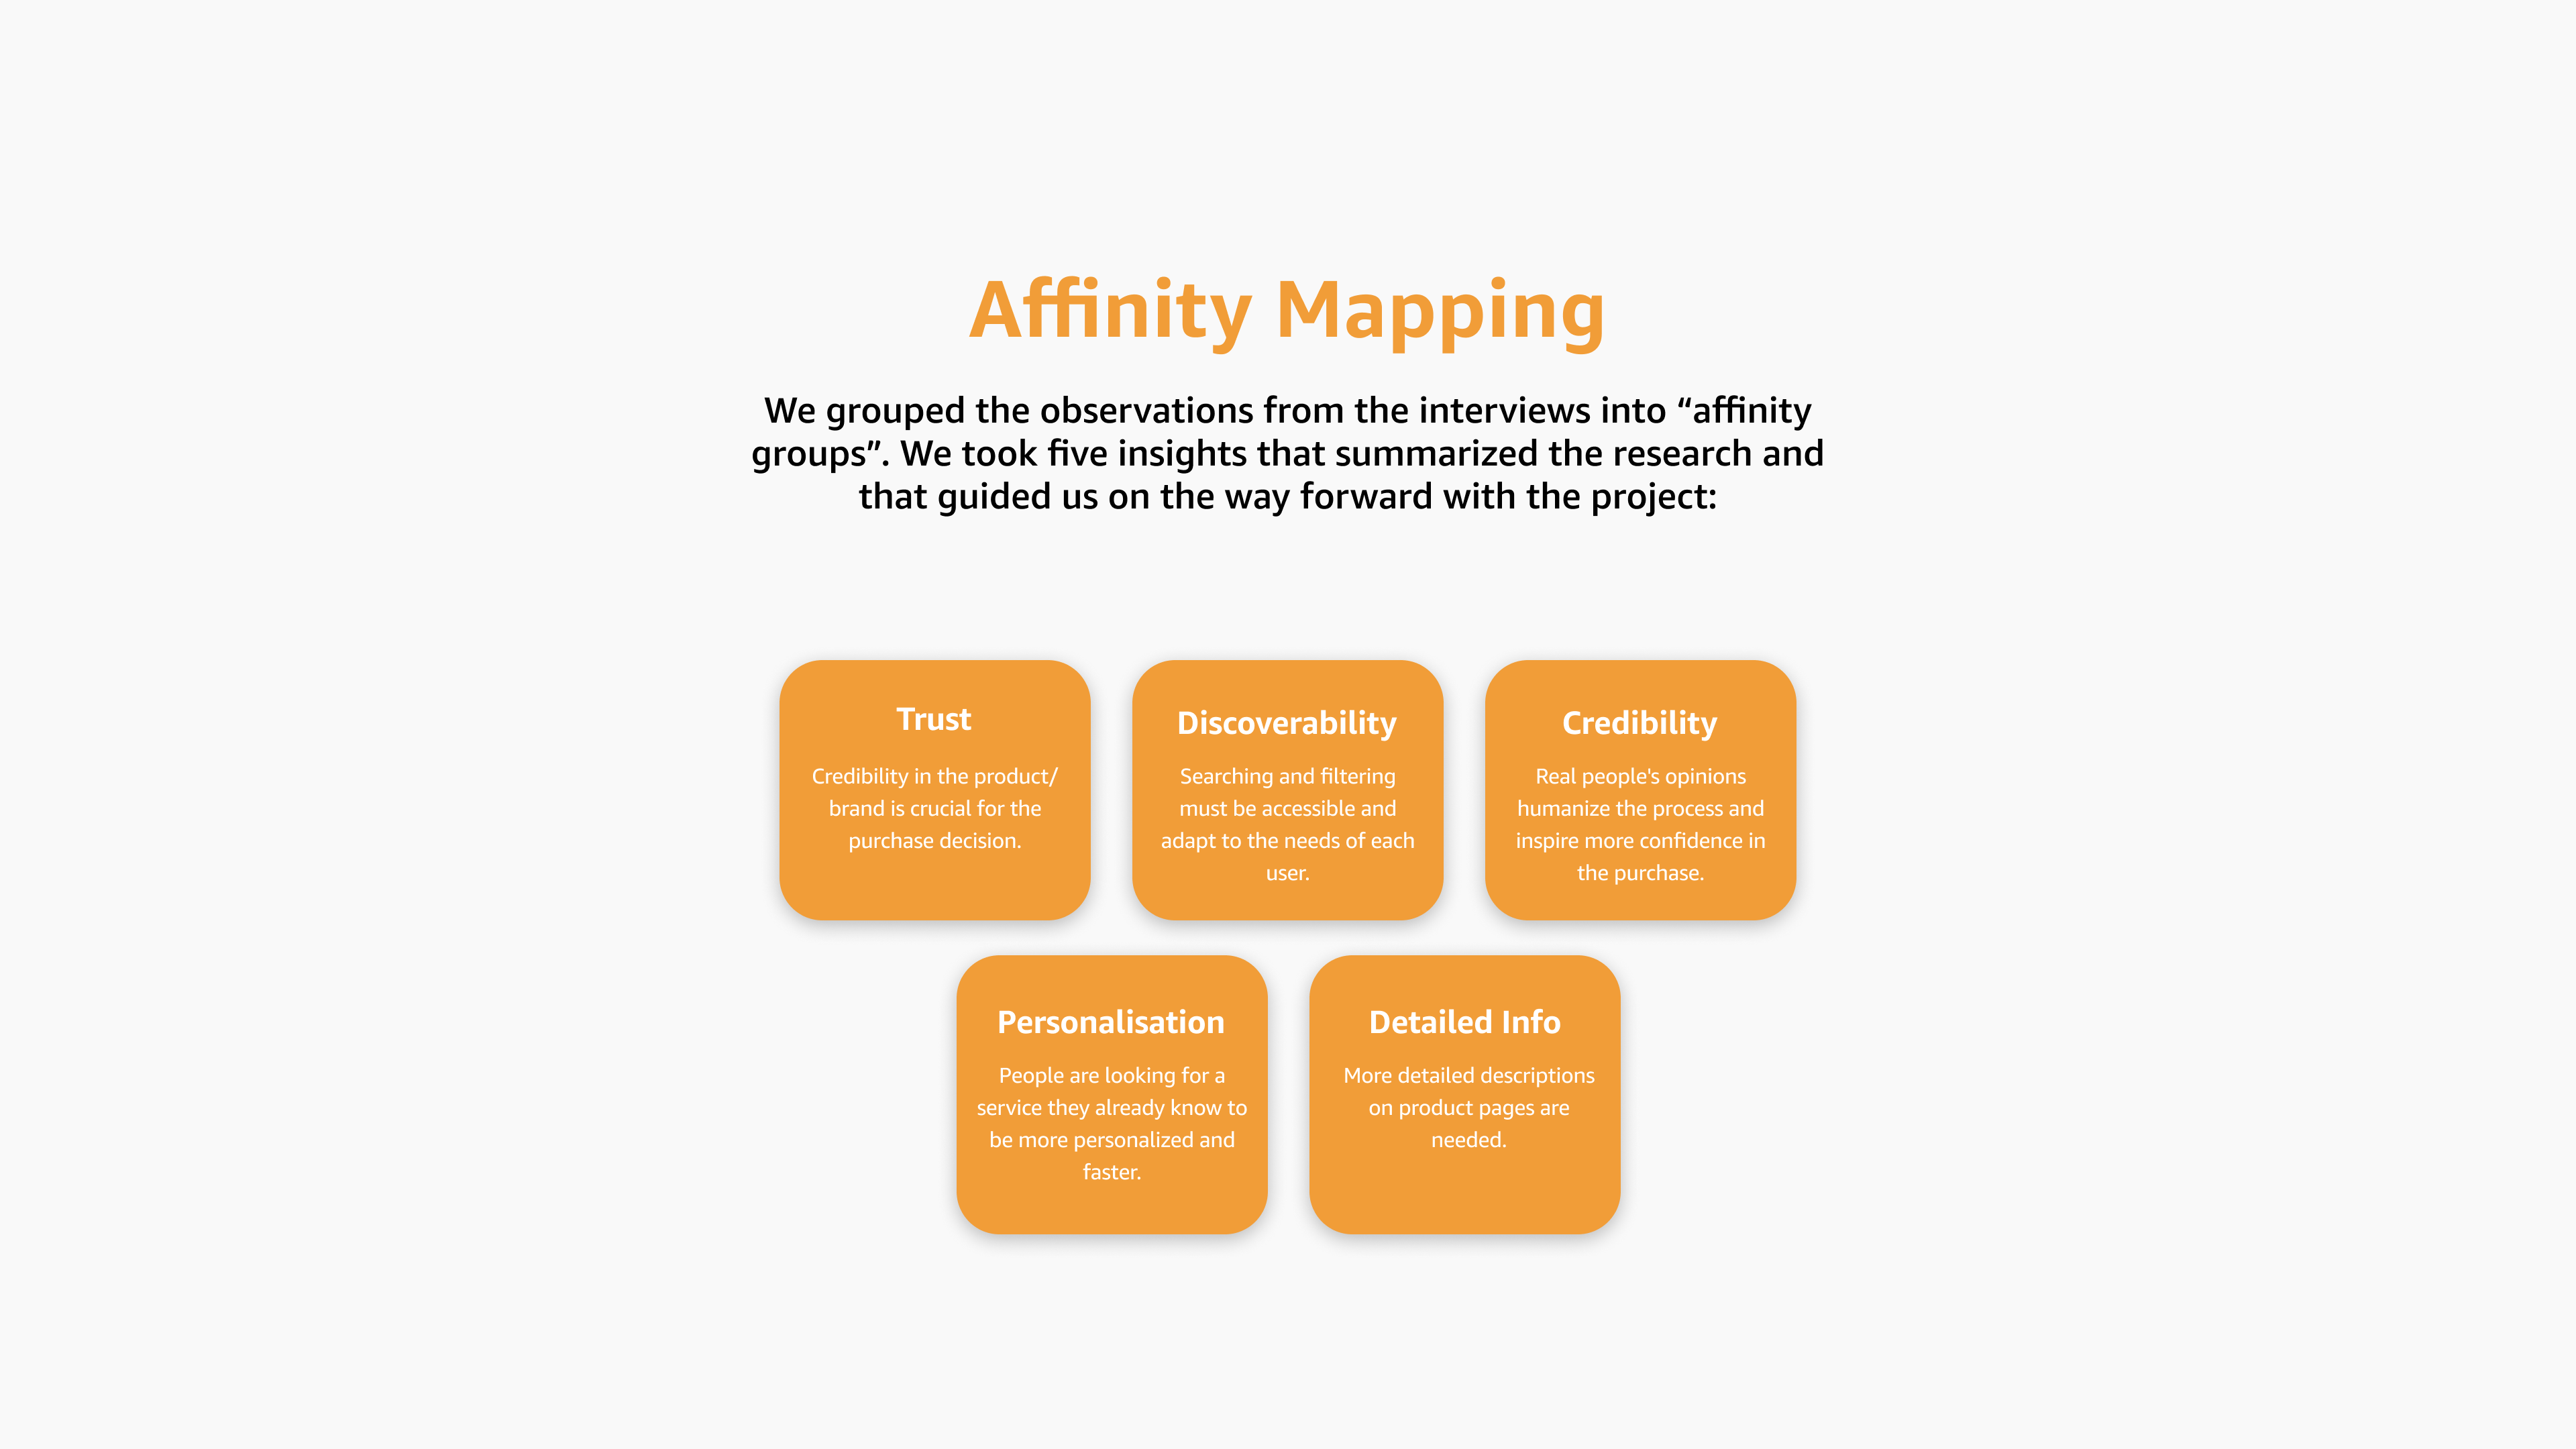 Affinity Mapping
We grouped the observations from the interviews into “affinity
groups”. We took five insights that summarized the research and
that guided us on the way forward with the project:
Trust
Credibility in the product/
brand is crucial for the
purchase decision.
Discoverability
Searching and filtering
must be accessible and
adapt to the needs of each
user.
Credibility
Real people's opinions
humanize the process and
inspire more confidence in
the purchase.
Personalisation
People are looking for a
service they already know to
be more personalized and
faster.
Detailed Info
More detailed descriptions
on product pages are
needed.